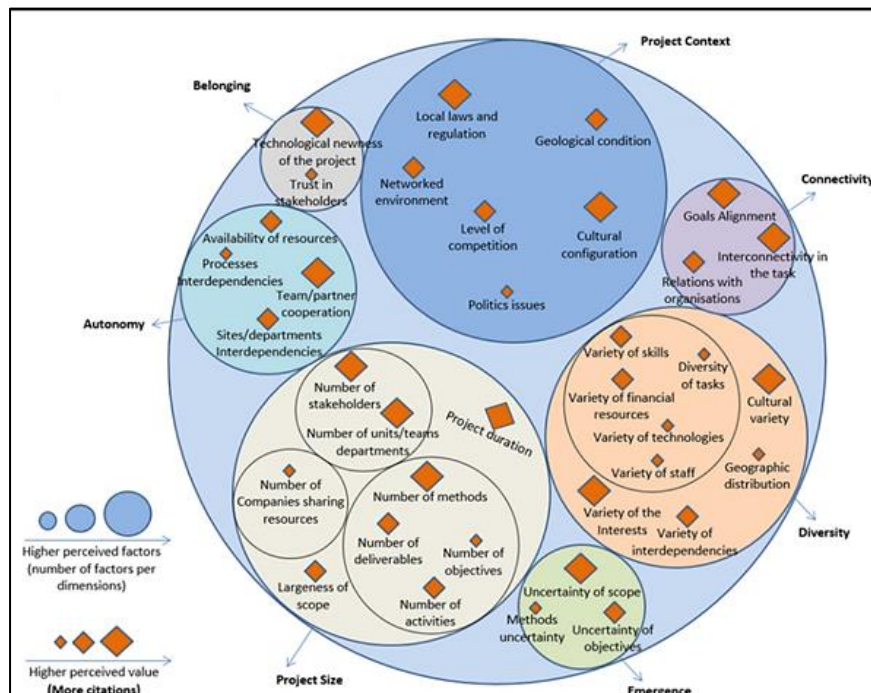 Project Context
Belonging
Local laws and
regulation
Geological condition
Technological newness
of the project
Trust in
stakeholders
Networked
environment
Level of
competition
Cultural
configuration
Politics issues
Connectivity
Goals Alignment
Interconnectivity in
the task
Relations with
organisations
Availability of resources
Processes
Interdependencies
Team/partner
cooperation
Sites/departments
Interdependencies
Autonomy
Number of
stakeholders
Number of units/teams
departments
Project duration
Number of
Companies sharing
resources
Number of methods
Number of
deliverables
Number of
objectives
Number of
activities
Largeness of
scope
Project Size
Variety of skills
Diversity
of tasks
Variety of financial
resources
Variety of technologies
Variety of staff
Cultural
variety
Geographic
distribution
Variety of the
Interests
Variety of
interdependencies
Diversity
Uncertainty of scope
Methods
uncertainty
Uncertainty of
objectives
Emergence
Higher perceived factors
(number of factors per
dimensions)
Higher perceived value
(More citations)